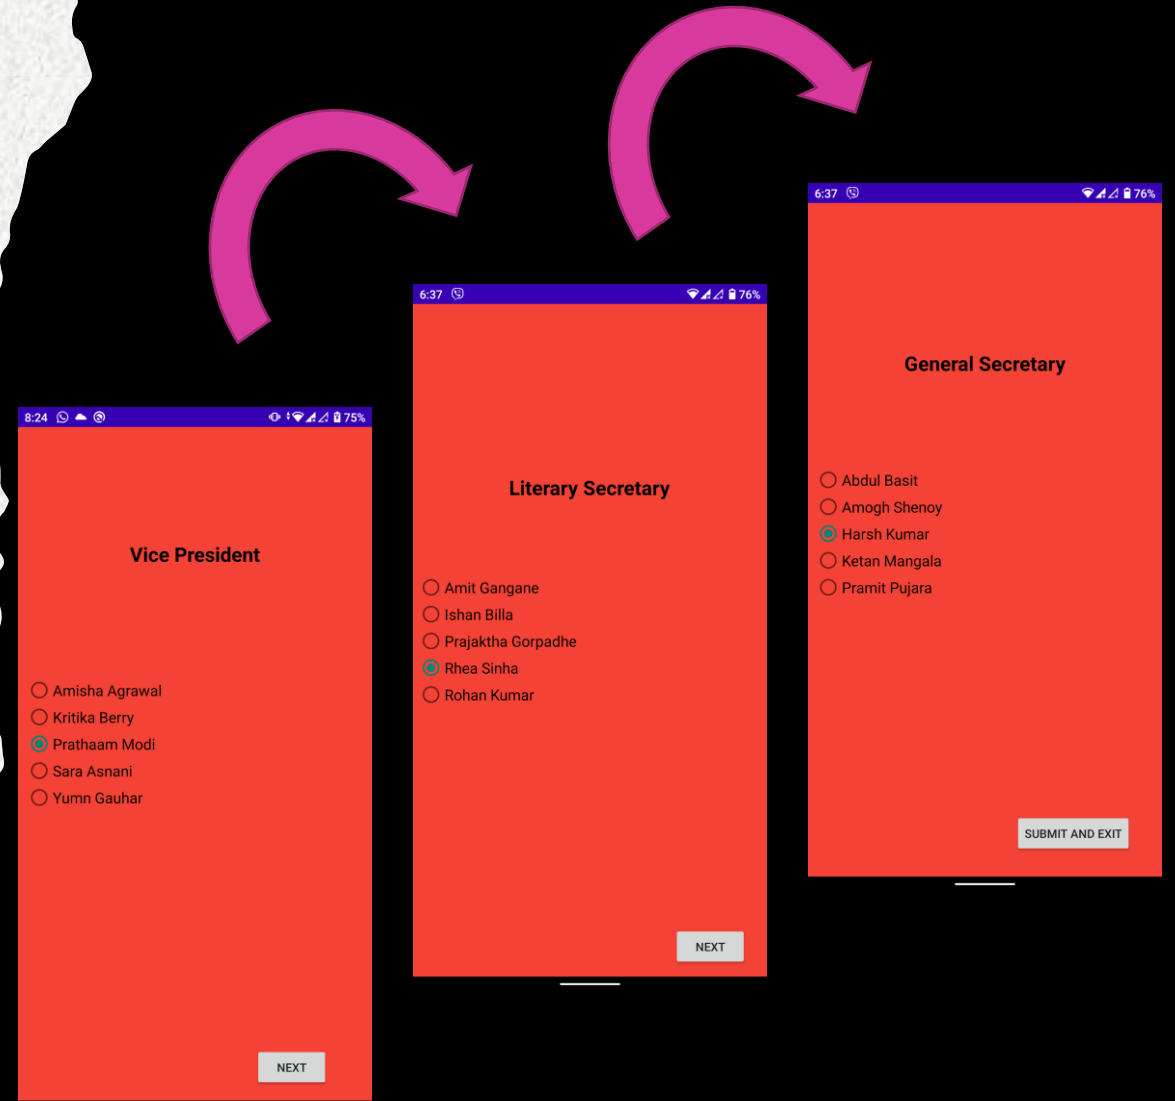 8:24
75%
Vice President
Amisha Agrawal
Kritika Berry
Prathaam Modi
Sara Asnani
Yumn Gauhar
NEXT
6:37
76%
Literary Secretary
Amit Gangane
Ishan Billa
Prajaktha Gorpadhe
Rhea Sinha
Rohan Kumar
NEXT
6:37
76%
General Secretary
Abdul Basit
Amogh Shenoy
Harsh Kumar
Ketan Mangala
Pramit Pujara
SUBMIT AND EXIT